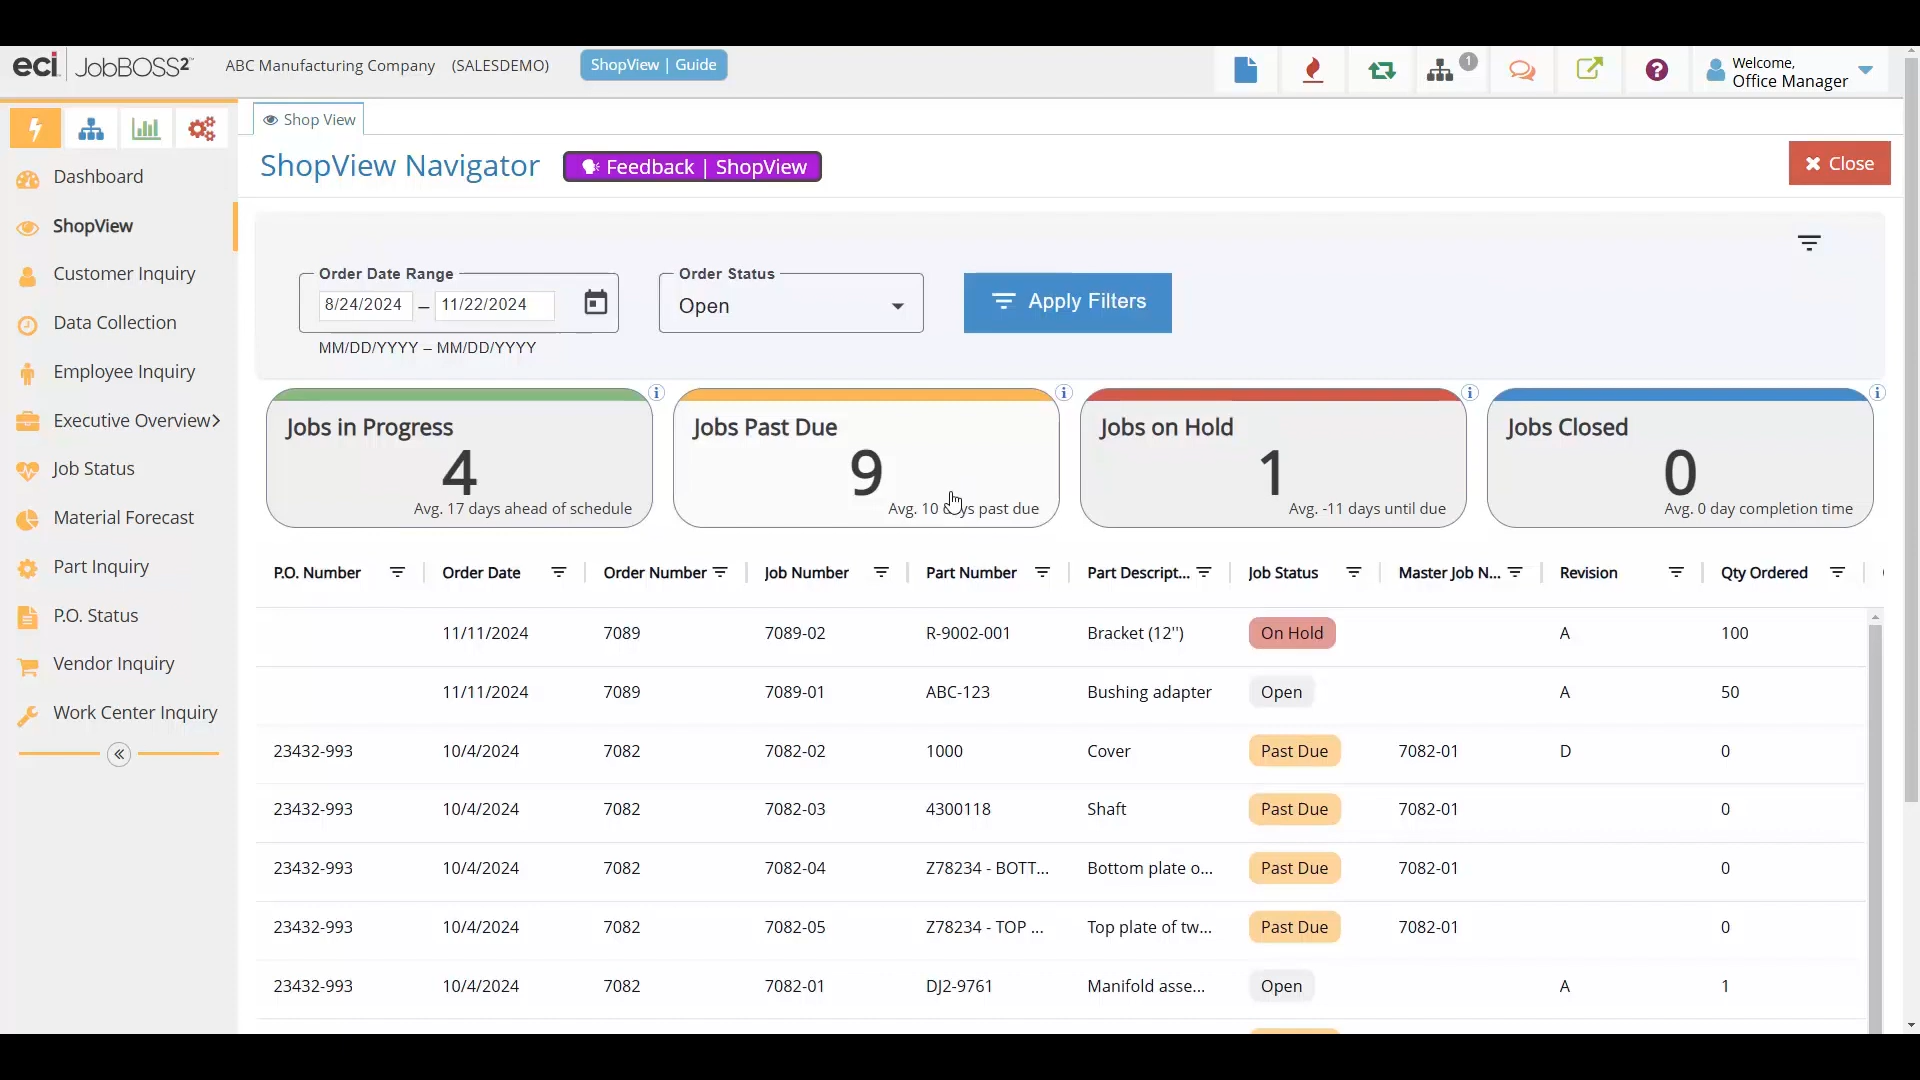 eci JobBOSS2™ ABC Manufacturing Company (SALESDEMO) ShopView | Guide 1 Welcome,
Office Manager
Shop View
ShopView Navigator Feedback | ShopView Close
Dashboard
ShopView
Customer Inquiry
Data Collection
Employee Inquiry
Executive Overview
Job Status
Material Forecast
Part Inquiry
P.O. Status
Vendor Inquiry
Work Center Inquiry
Order Date Range
8/24/2024 – 11/22/2024
MM/DD/YYYY – MM/DD/YYYY
Order Status
Open
Apply Filters
Jobs in Progress
4
Avg. 17 days ahead of schedule
Jobs Past Due
9
Avg. 10 days past due
Jobs on Hold
1
Avg. -11 days until due
Jobs Closed
0
Avg. 0 day completion time
P.O. Number Order Date Order Number Job Number Part Number Part Descript... Job Status Master Job N... Revision Qty Ordered
11/11/2024 7089 7089-02 R-9002-001 Bracket (12'') On Hold A 100
11/11/2024 7089 7089-01 ABC-123 Bushing adapter Open A 50
23432-993 10/4/2024 7082 7082-02 1000 Cover Past Due 7082-01 D 0
23432-993 10/4/2024 7082 7082-03 4300118 Shaft Past Due 7082-01 0
23432-993 10/4/2024 7082 7082-04 Z78234 - BOTT... Bottom plate o... Past Due 7082-01 0
23432-993 10/4/2024 7082 7082-05 Z78234 - TOP ... Top plate of tw... Past Due 7082-01 0
23432-993 10/4/2024 7082 7082-01 DJ2-9761 Manifold asse... Open A 1